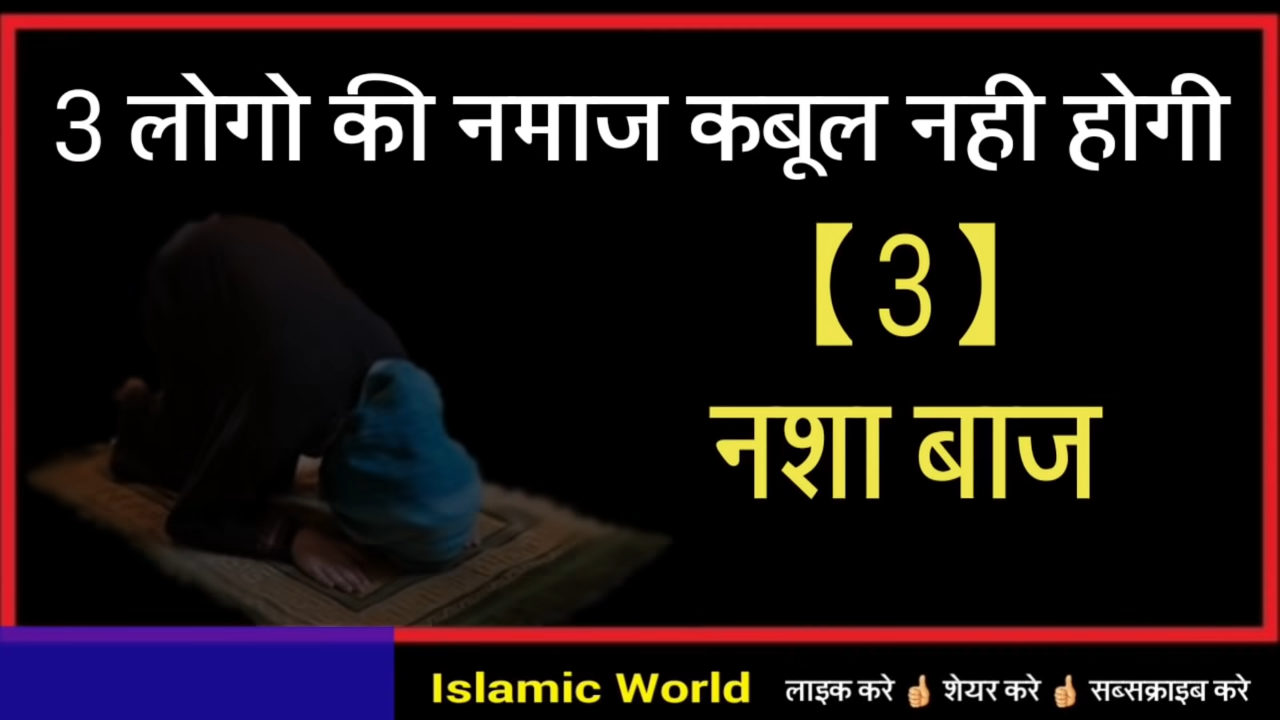 3 लोगो की नमाज कबूल नही होगी
【3】
नशा बाज
Islamic World लाइक करे 👍 शेयर करे 👍 सब्सक्राइब करे